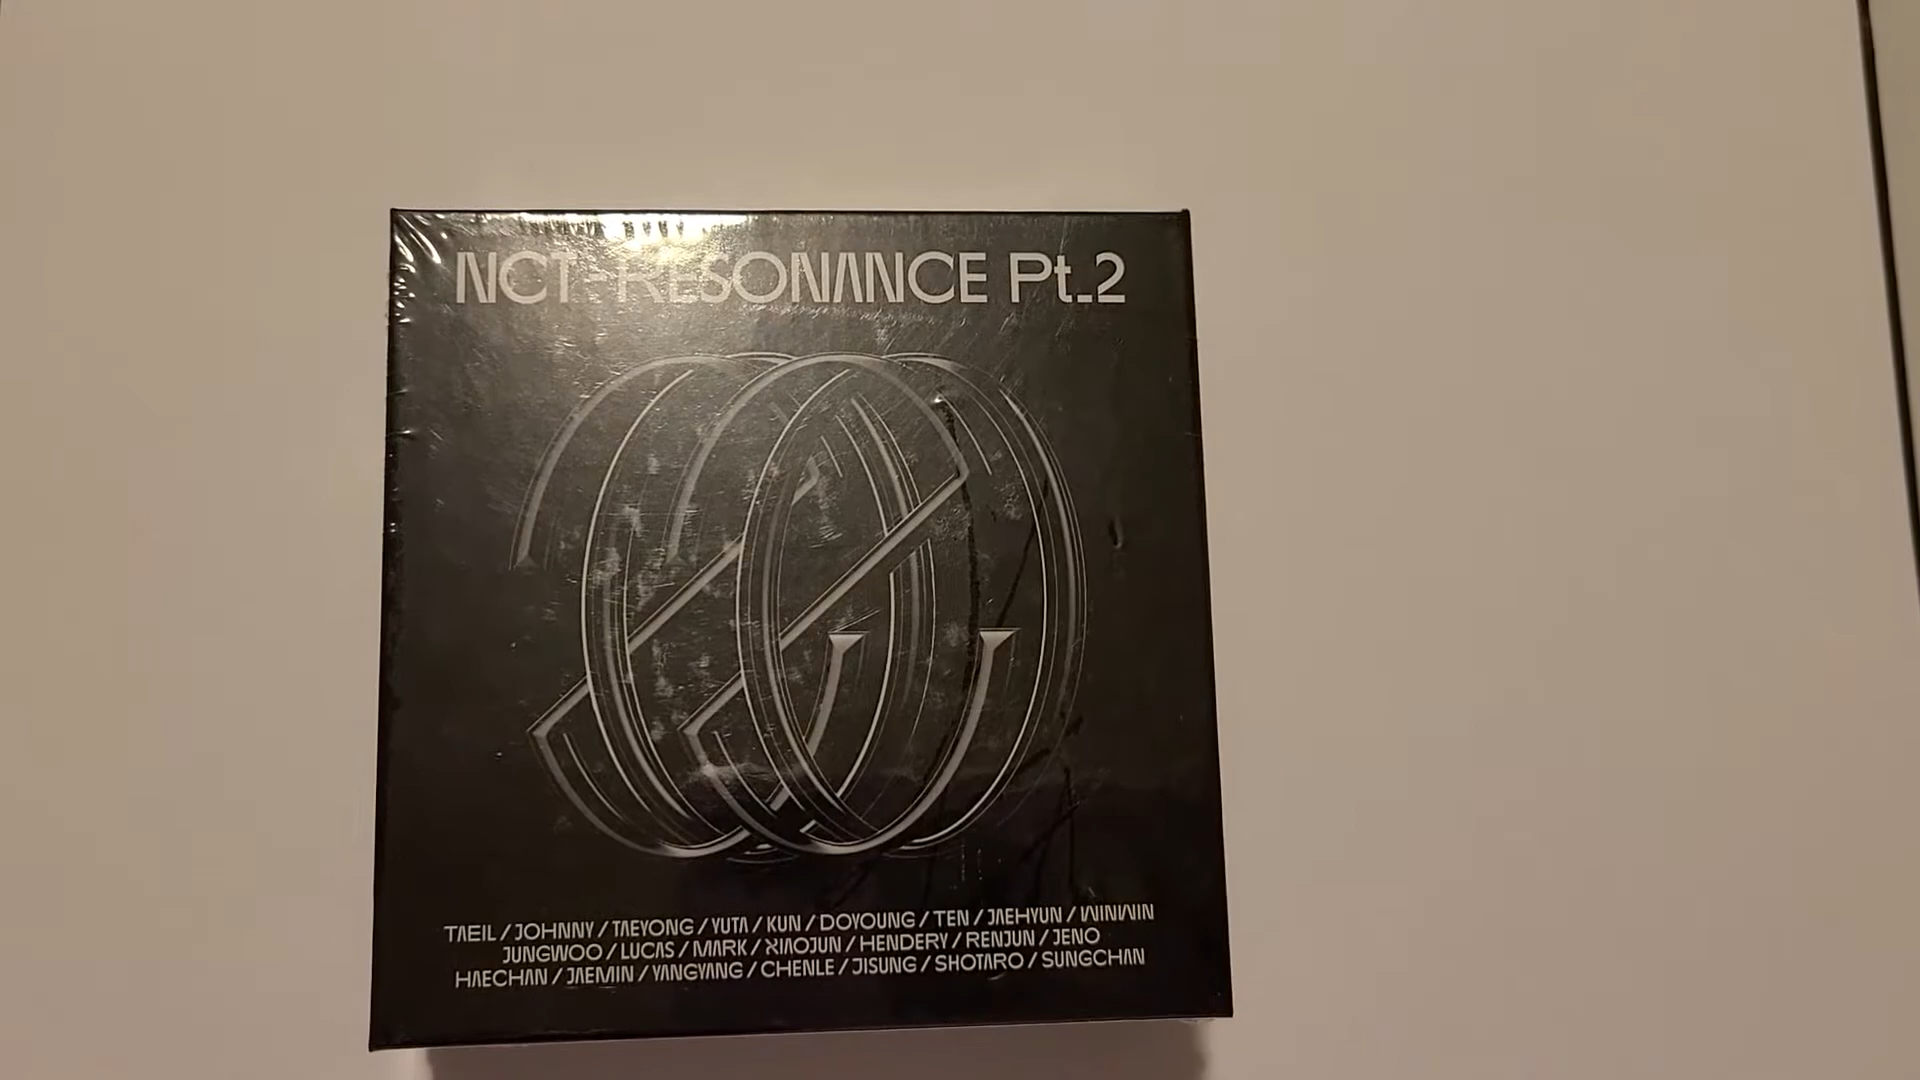 NCT - RESONANCE Pt.2
TAEIL / JOHNNY / TAEYONG / YUTA / KUN / DOYOUNG / TEN / JAEHYUN / WINWIN
JUNGWOO / LUCAS / MARK / XIAOJUN / HENDERY / RENJUN / JENO
HAECHAN / JAEMIN / YANGYANG / CHENLE / JISUNG / SHOTARO / SUNGCHAN